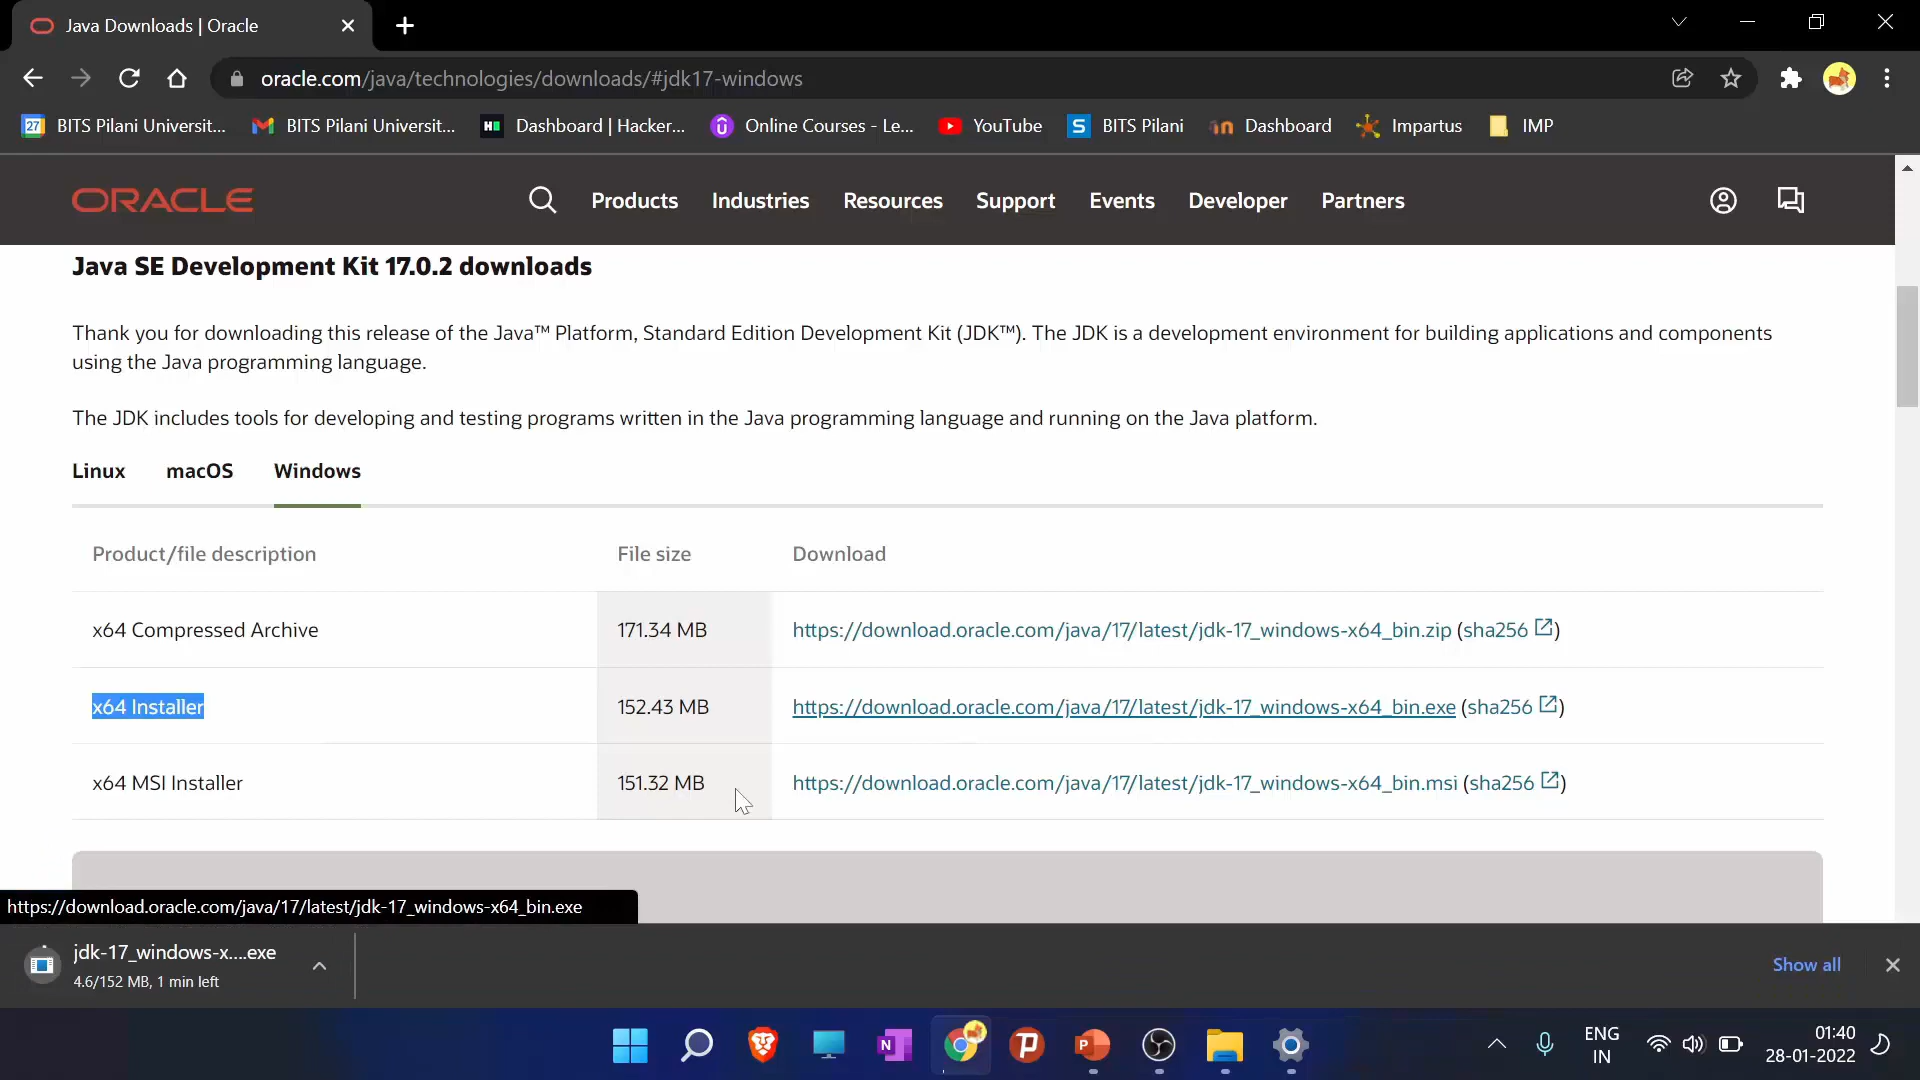 Java Downloads | Oracle
oracle.com/java/technologies/downloads/#jdk17-windows
27 BITS Pilani Universit... BITS Pilani Universit... Dashboard | Hacker... Online Courses - Le... YouTube S BITS Pilani Dashboard Impartus IMP
ORACLE Products Industries Resources Support Events Developer Partners
Java SE Development Kit 17.0.2 downloads
Thank you for downloading this release of the Java™ Platform, Standard Edition Development Kit (JDK™). The JDK is a development environment for building applications and components
using the Java programming language.
The JDK includes tools for developing and testing programs written in the Java programming language and running on the Java platform.
Linux macOS Windows
Product/file description File size Download
x64 Compressed Archive 171.34 MB https://download.oracle.com/java/17/latest/jdk-17_windows-x64_bin.zip (sha256)
x64 Installer 152.43 MB https://download.oracle.com/java/17/latest/jdk-17_windows-x64_bin.exe (sha256)
x64 MSI Installer 151.32 MB https://download.oracle.com/java/17/latest/jdk-17_windows-x64_bin.msi (sha256)
https://download.oracle.com/java/17/latest/jdk-17_windows-x64_bin.exe
jdk-17_windows-x....exe
4.6/152 MB, 1 min left
Show all
ENG
IN
01:40
28-01-2022